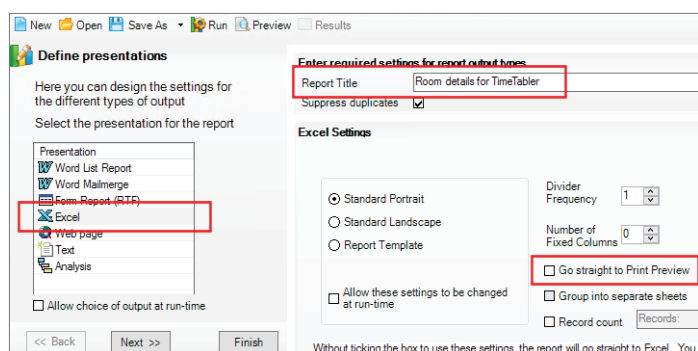 New Open Save As Run Preview Results
Define presentations
Here you can design the settings for
the different types of output
Select the presentation for the report
Presentation
Word List Report
Word Mailmerge
Form Report (RTF)
Excel
Web page
Text
Analysis
Allow choice of output at run-time
<< Back Next >> Finish
Enter required settings for report output types
Report Title Room details for TimeTabler
Suppress duplicates
Excel Settings
Standard Portrait
Standard Landscape
Report Template
Allow these settings to be changed
at run-time
Divider
Frequency 1
Number of
Fixed Columns 0
Go straight to Print Preview
Group into separate sheets
Record count Records:
Without ticking the box to use these settings, the report will go straight to Excel. You